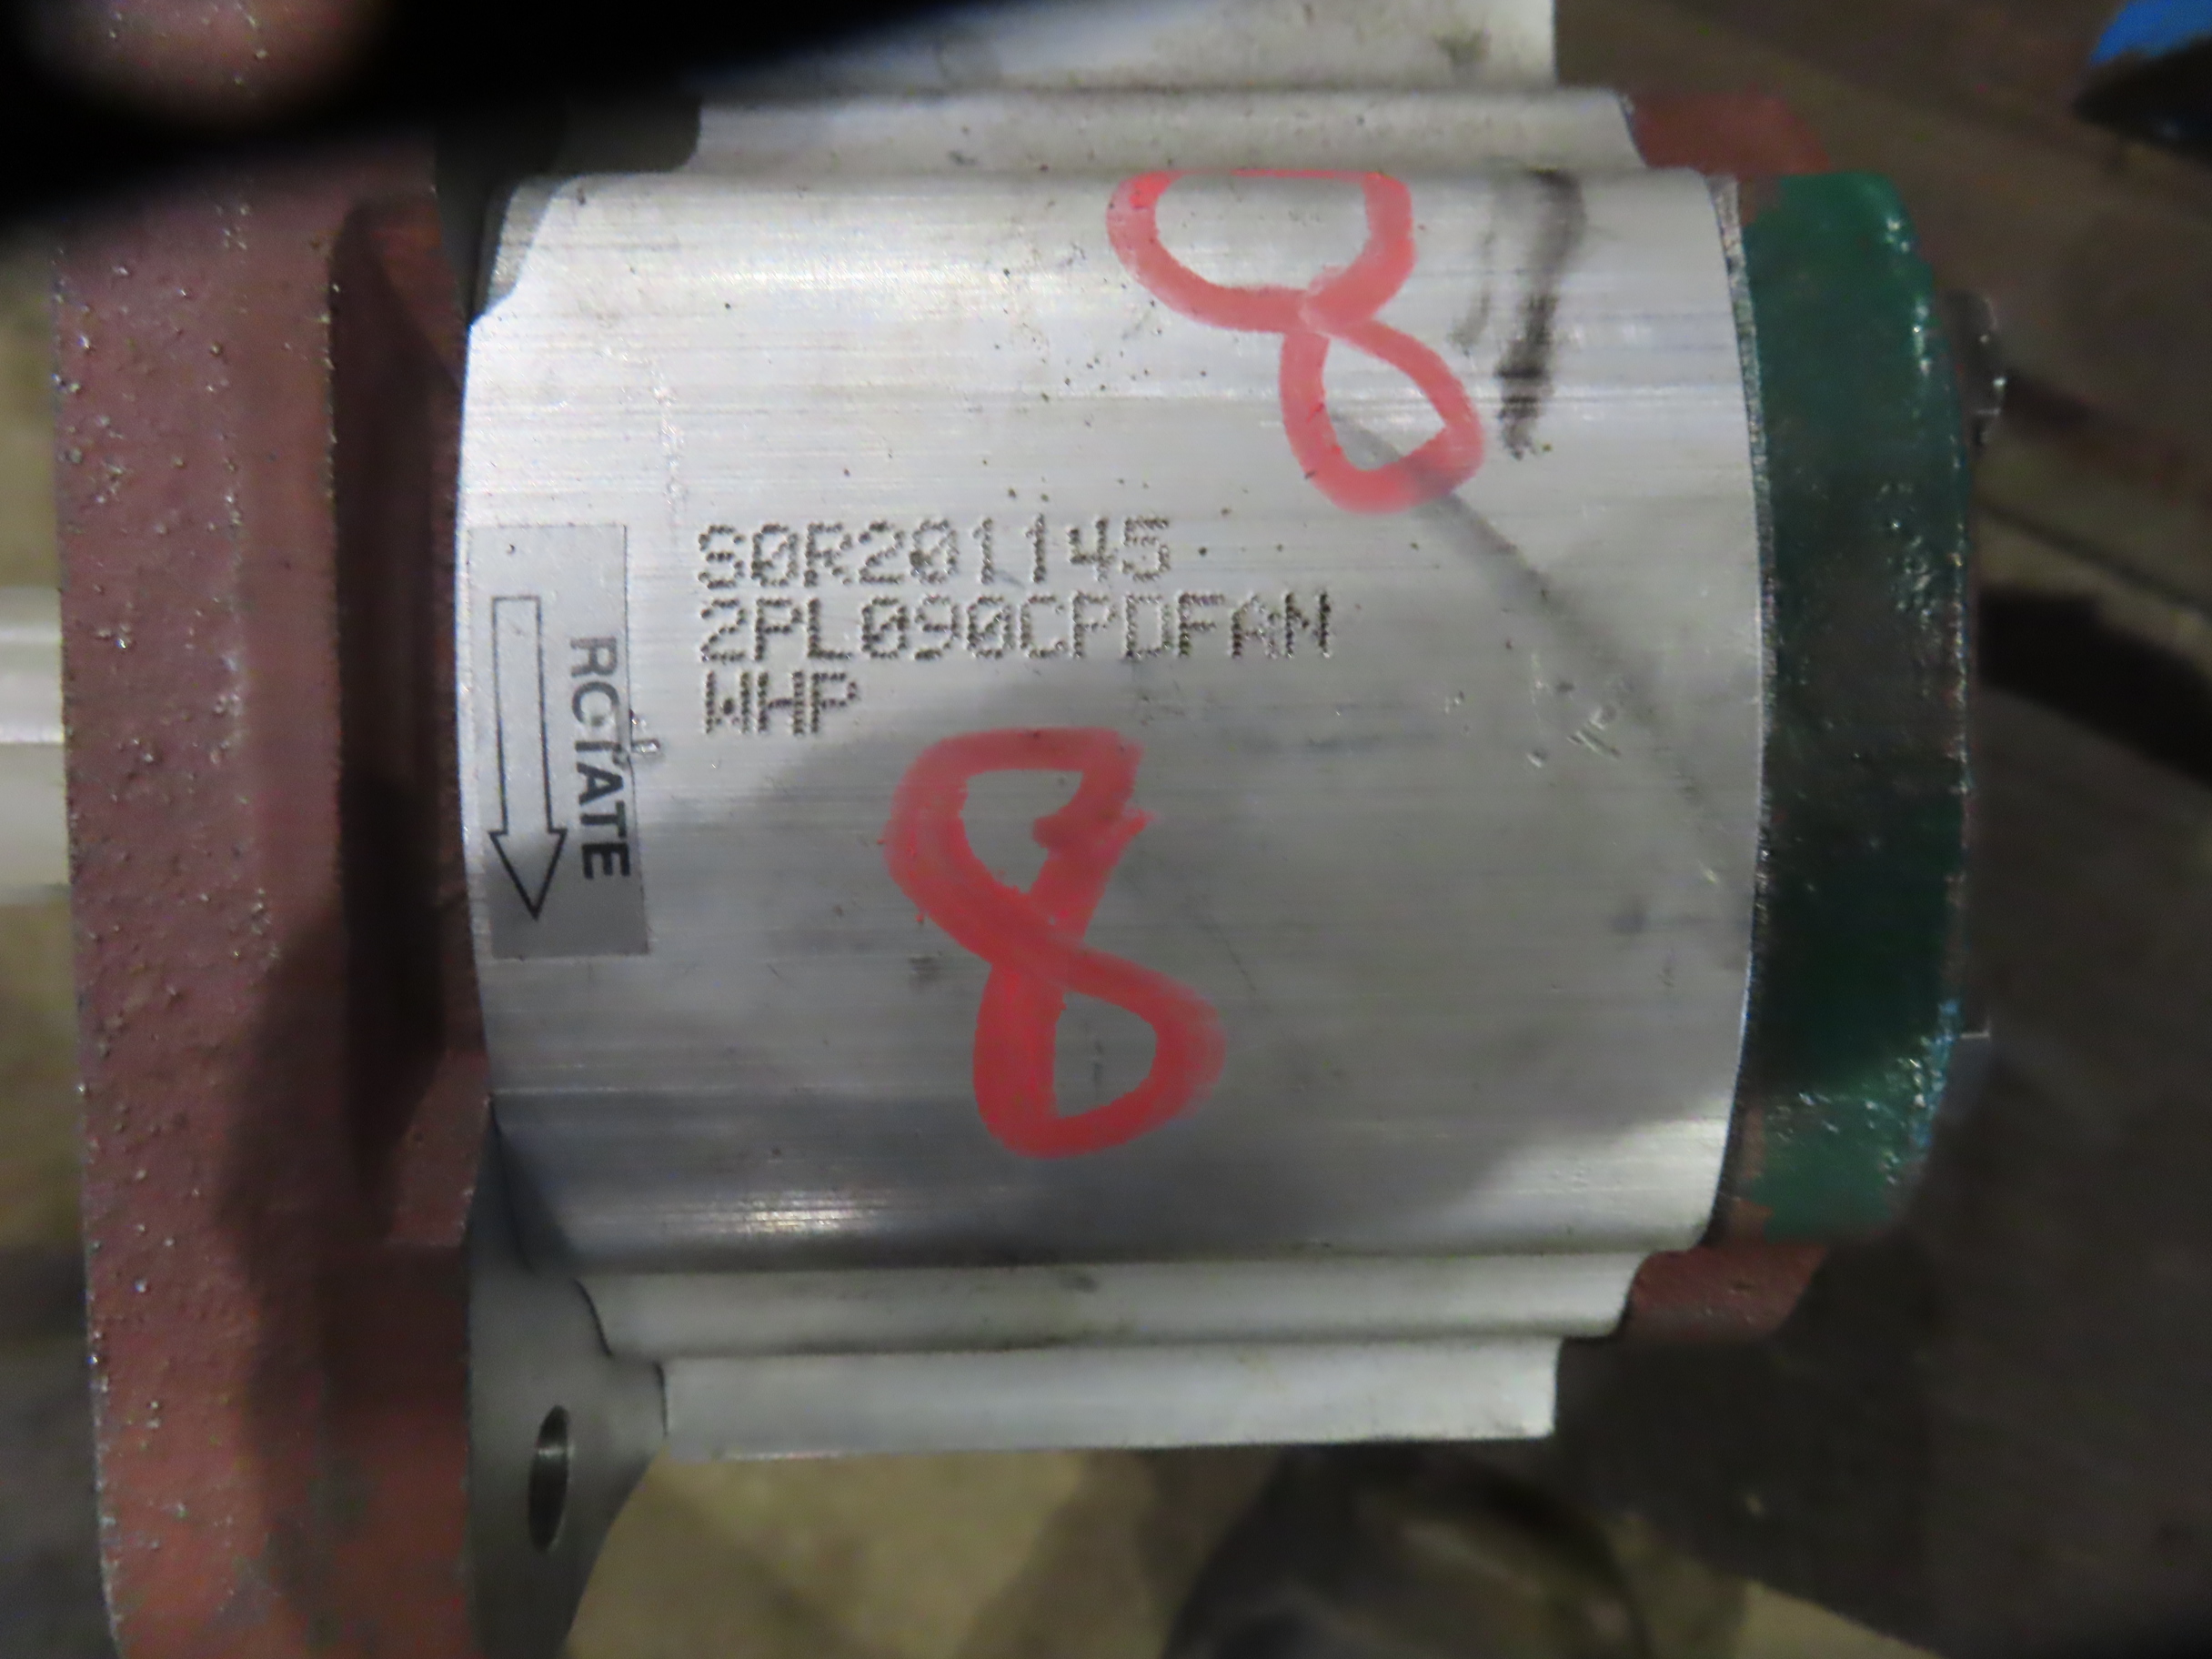 8
S0R201145
2PL090CPDFAN
WHP
ROTATE
8